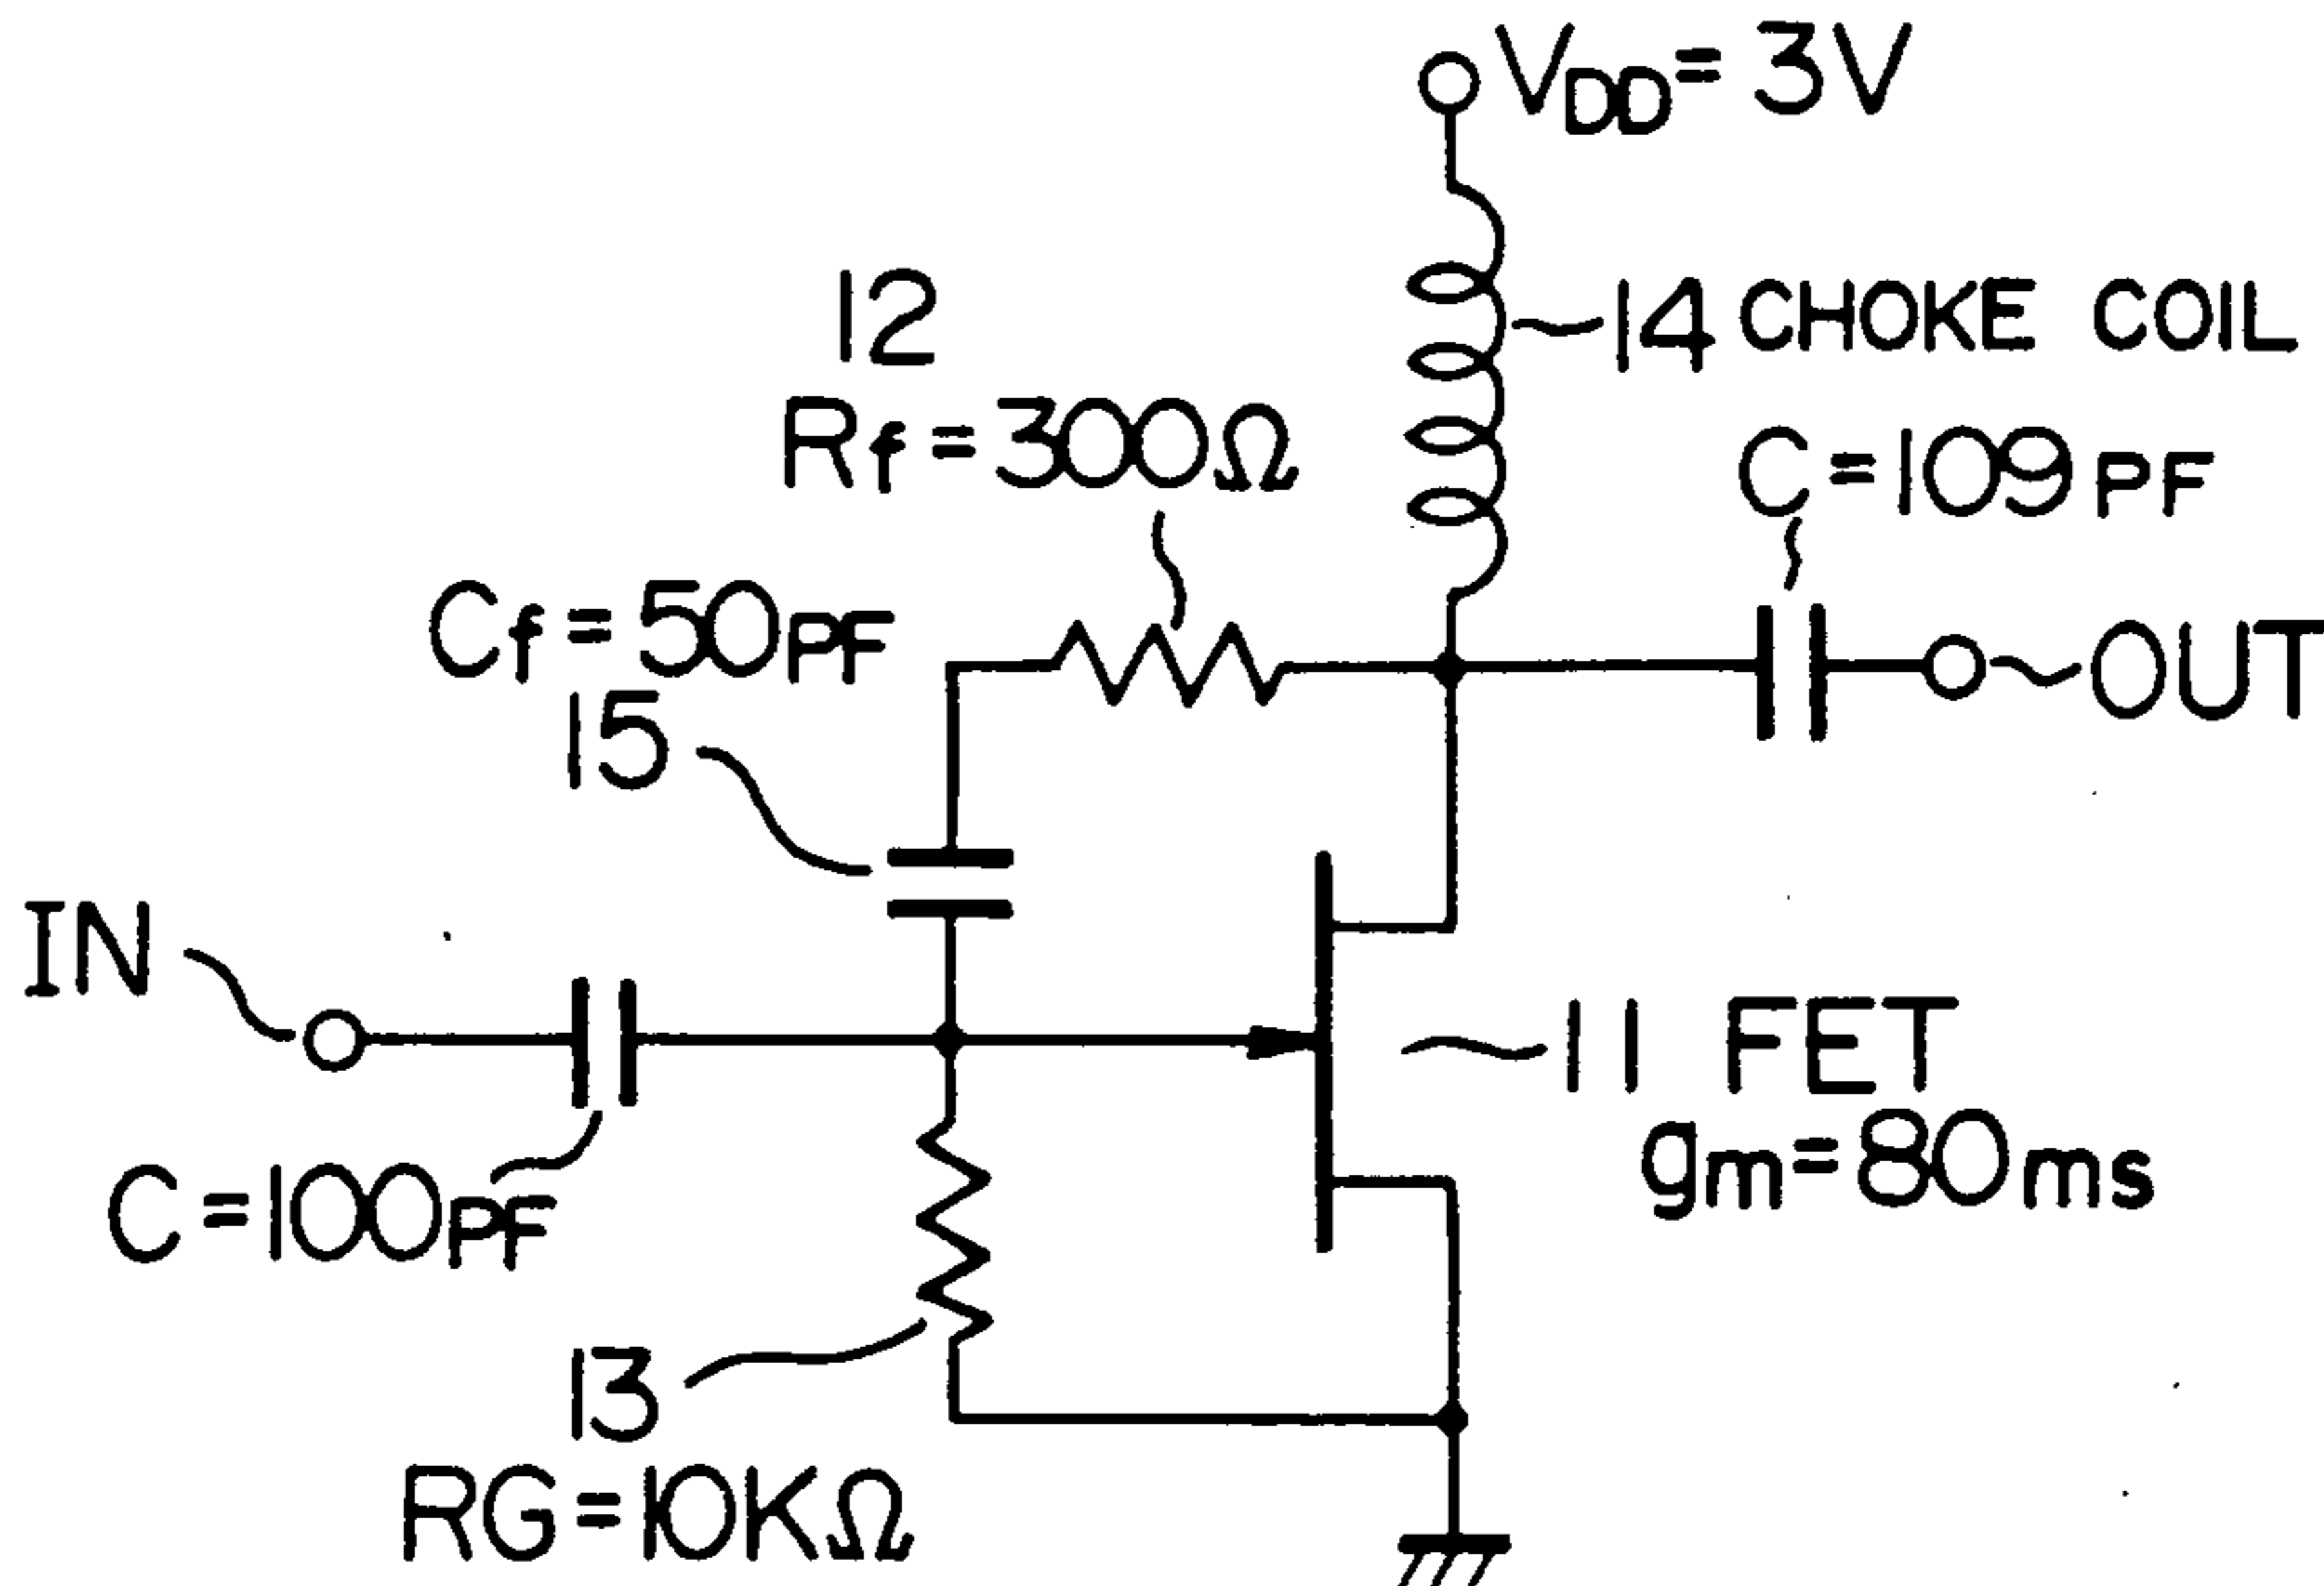 VDD=3V
12
Rf=300Ω
14 CHOKE COIL
C=109PF
Cf=50PF
15
OUT
IN
11 FET
gm=80ms
C=100PF
13
RG=10KΩ